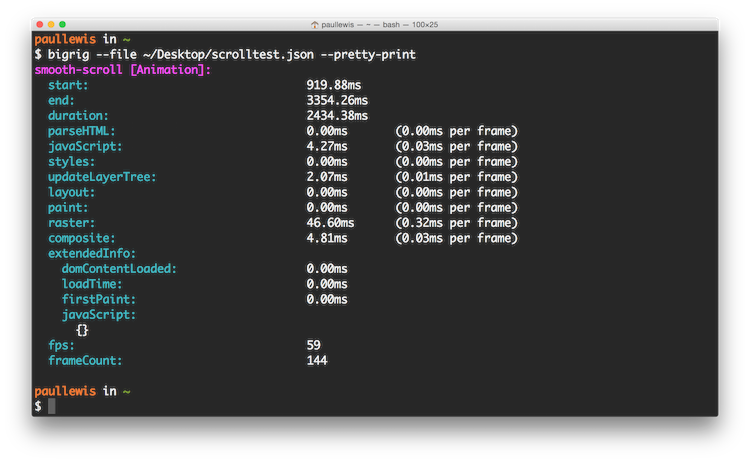 paullewis — ~ — bash — 100×25
paullewis in ~
$ bigrig --file ~/Desktop/scrolltest.json --pretty-print
smooth-scroll [Animation]:
start: 919.88ms
end: 3354.26ms
duration: 2434.38ms
parseHTML: 0.00ms (0.00ms per frame)
javaScript: 4.27ms (0.03ms per frame)
styles: 0.00ms (0.00ms per frame)
updateLayerTree: 2.07ms (0.01ms per frame)
layout: 0.00ms (0.00ms per frame)
paint: 0.00ms (0.00ms per frame)
raster: 46.60ms (0.32ms per frame)
composite: 4.81ms (0.03ms per frame)
extendedInfo:
domContentLoaded: 0.00ms
loadTime: 0.00ms
firstPaint: 0.00ms
javaScript:
{}
fps: 59
frameCount: 144
paullewis in ~
$